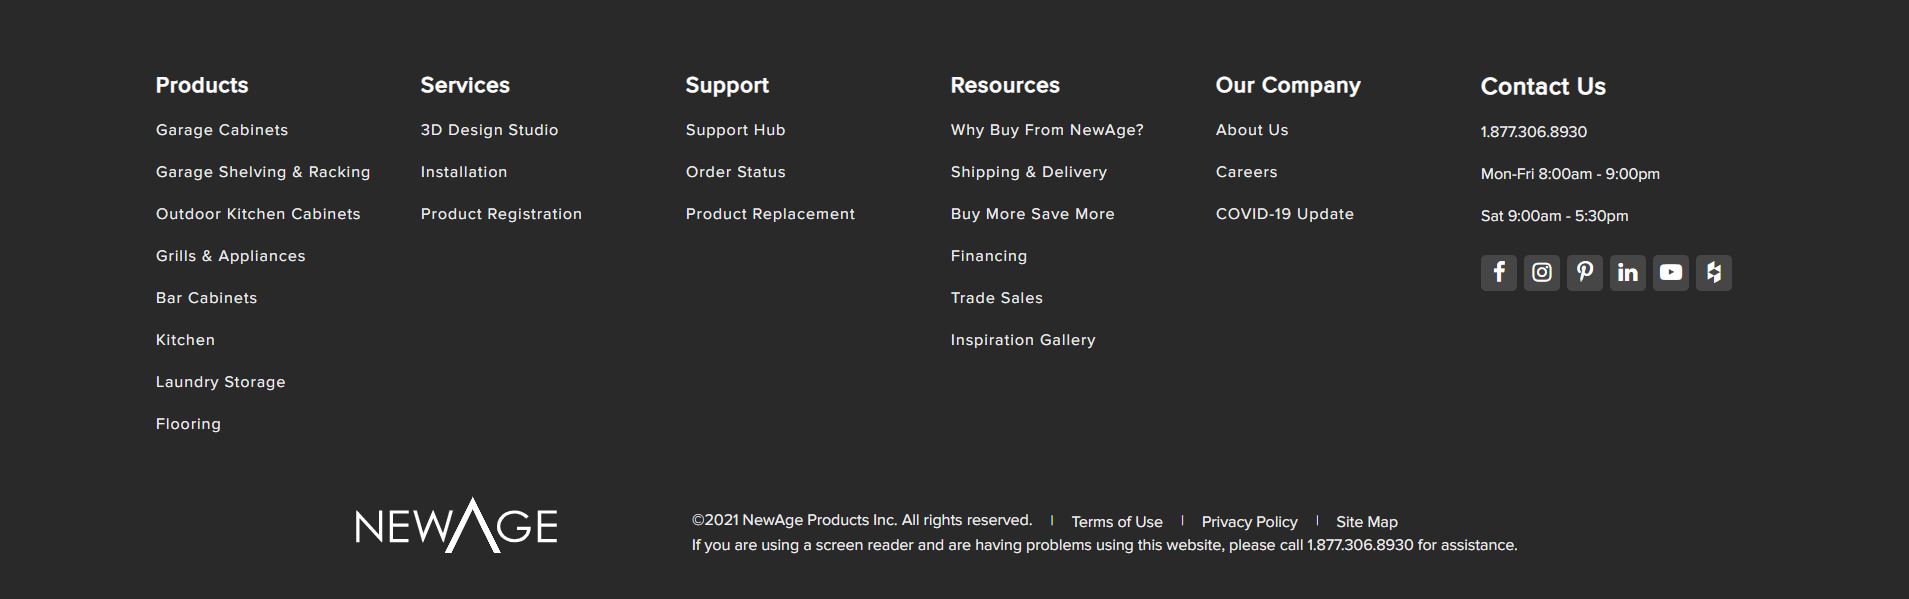 Products
Garage Cabinets
Garage Shelving & Racking
Outdoor Kitchen Cabinets
Grills & Appliances
Bar Cabinets
Kitchen
Laundry Storage
Flooring
Services
3D Design Studio
Installation
Product Registration
Support
Support Hub
Order Status
Product Replacement
Resources
Why Buy From NewAge?
Shipping & Delivery
Buy More Save More
Financing
Trade Sales
Inspiration Gallery
Our Company
About Us
Careers
COVID-19 Update
Contact Us
1.877.306.8930
Mon-Fri 8:00am - 9:00pm
Sat 9:00am - 5:30pm
NEWAGE
©2021 NewAge Products Inc. All rights reserved. | Terms of Use | Privacy Policy | Site Map
If you are using a screen reader and are having problems using this website, please call 1.877.306.8930 for assistance.